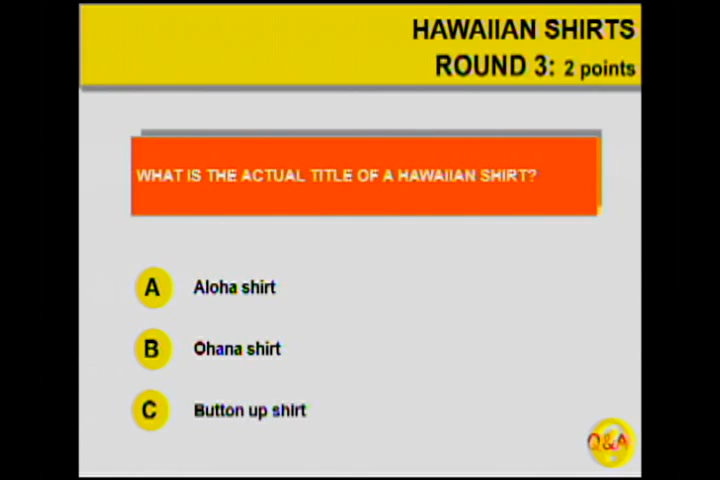 HAWAIIAN SHIRTS
ROUND 3: 2 points
WHAT IS THE ACTUAL TITLE OF A HAWAIIAN SHIRT?
A Aloha shirt
B Ohana shirt
C Button up shirt
Q&A